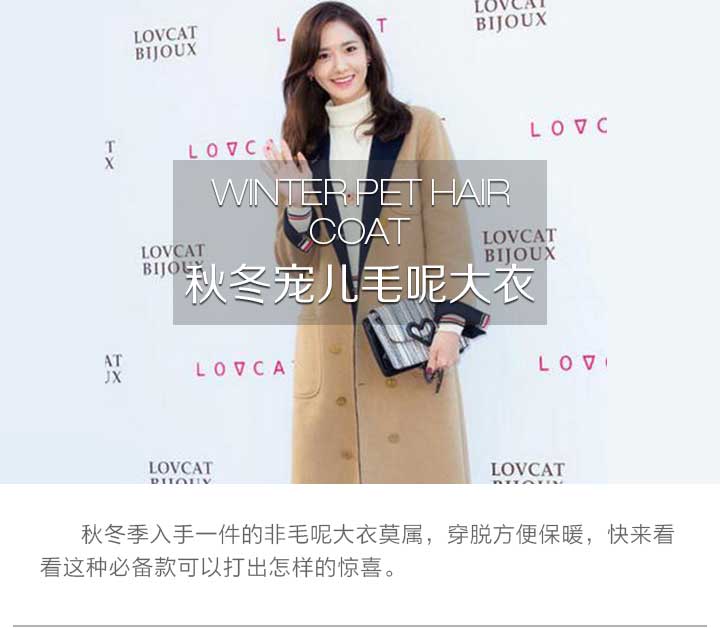 LOVCAT
BIJOUX
L
T
LOVCAT
BIJOUX
T
X
LOVC
LOVC
WINTER PET HAIR
COAT
LOVCAT
BIJOUX
LOVCAT
BIJOUX
秋冬宠儿毛呢大衣
AT
UX
LOVCAT
LOV
LOVCAT
BIJOUX
LOVCAT
秋冬季入手一件的非毛呢大衣莫属，穿脱方便保暖，快来看
看这种必备款可以打出怎样的惊喜。